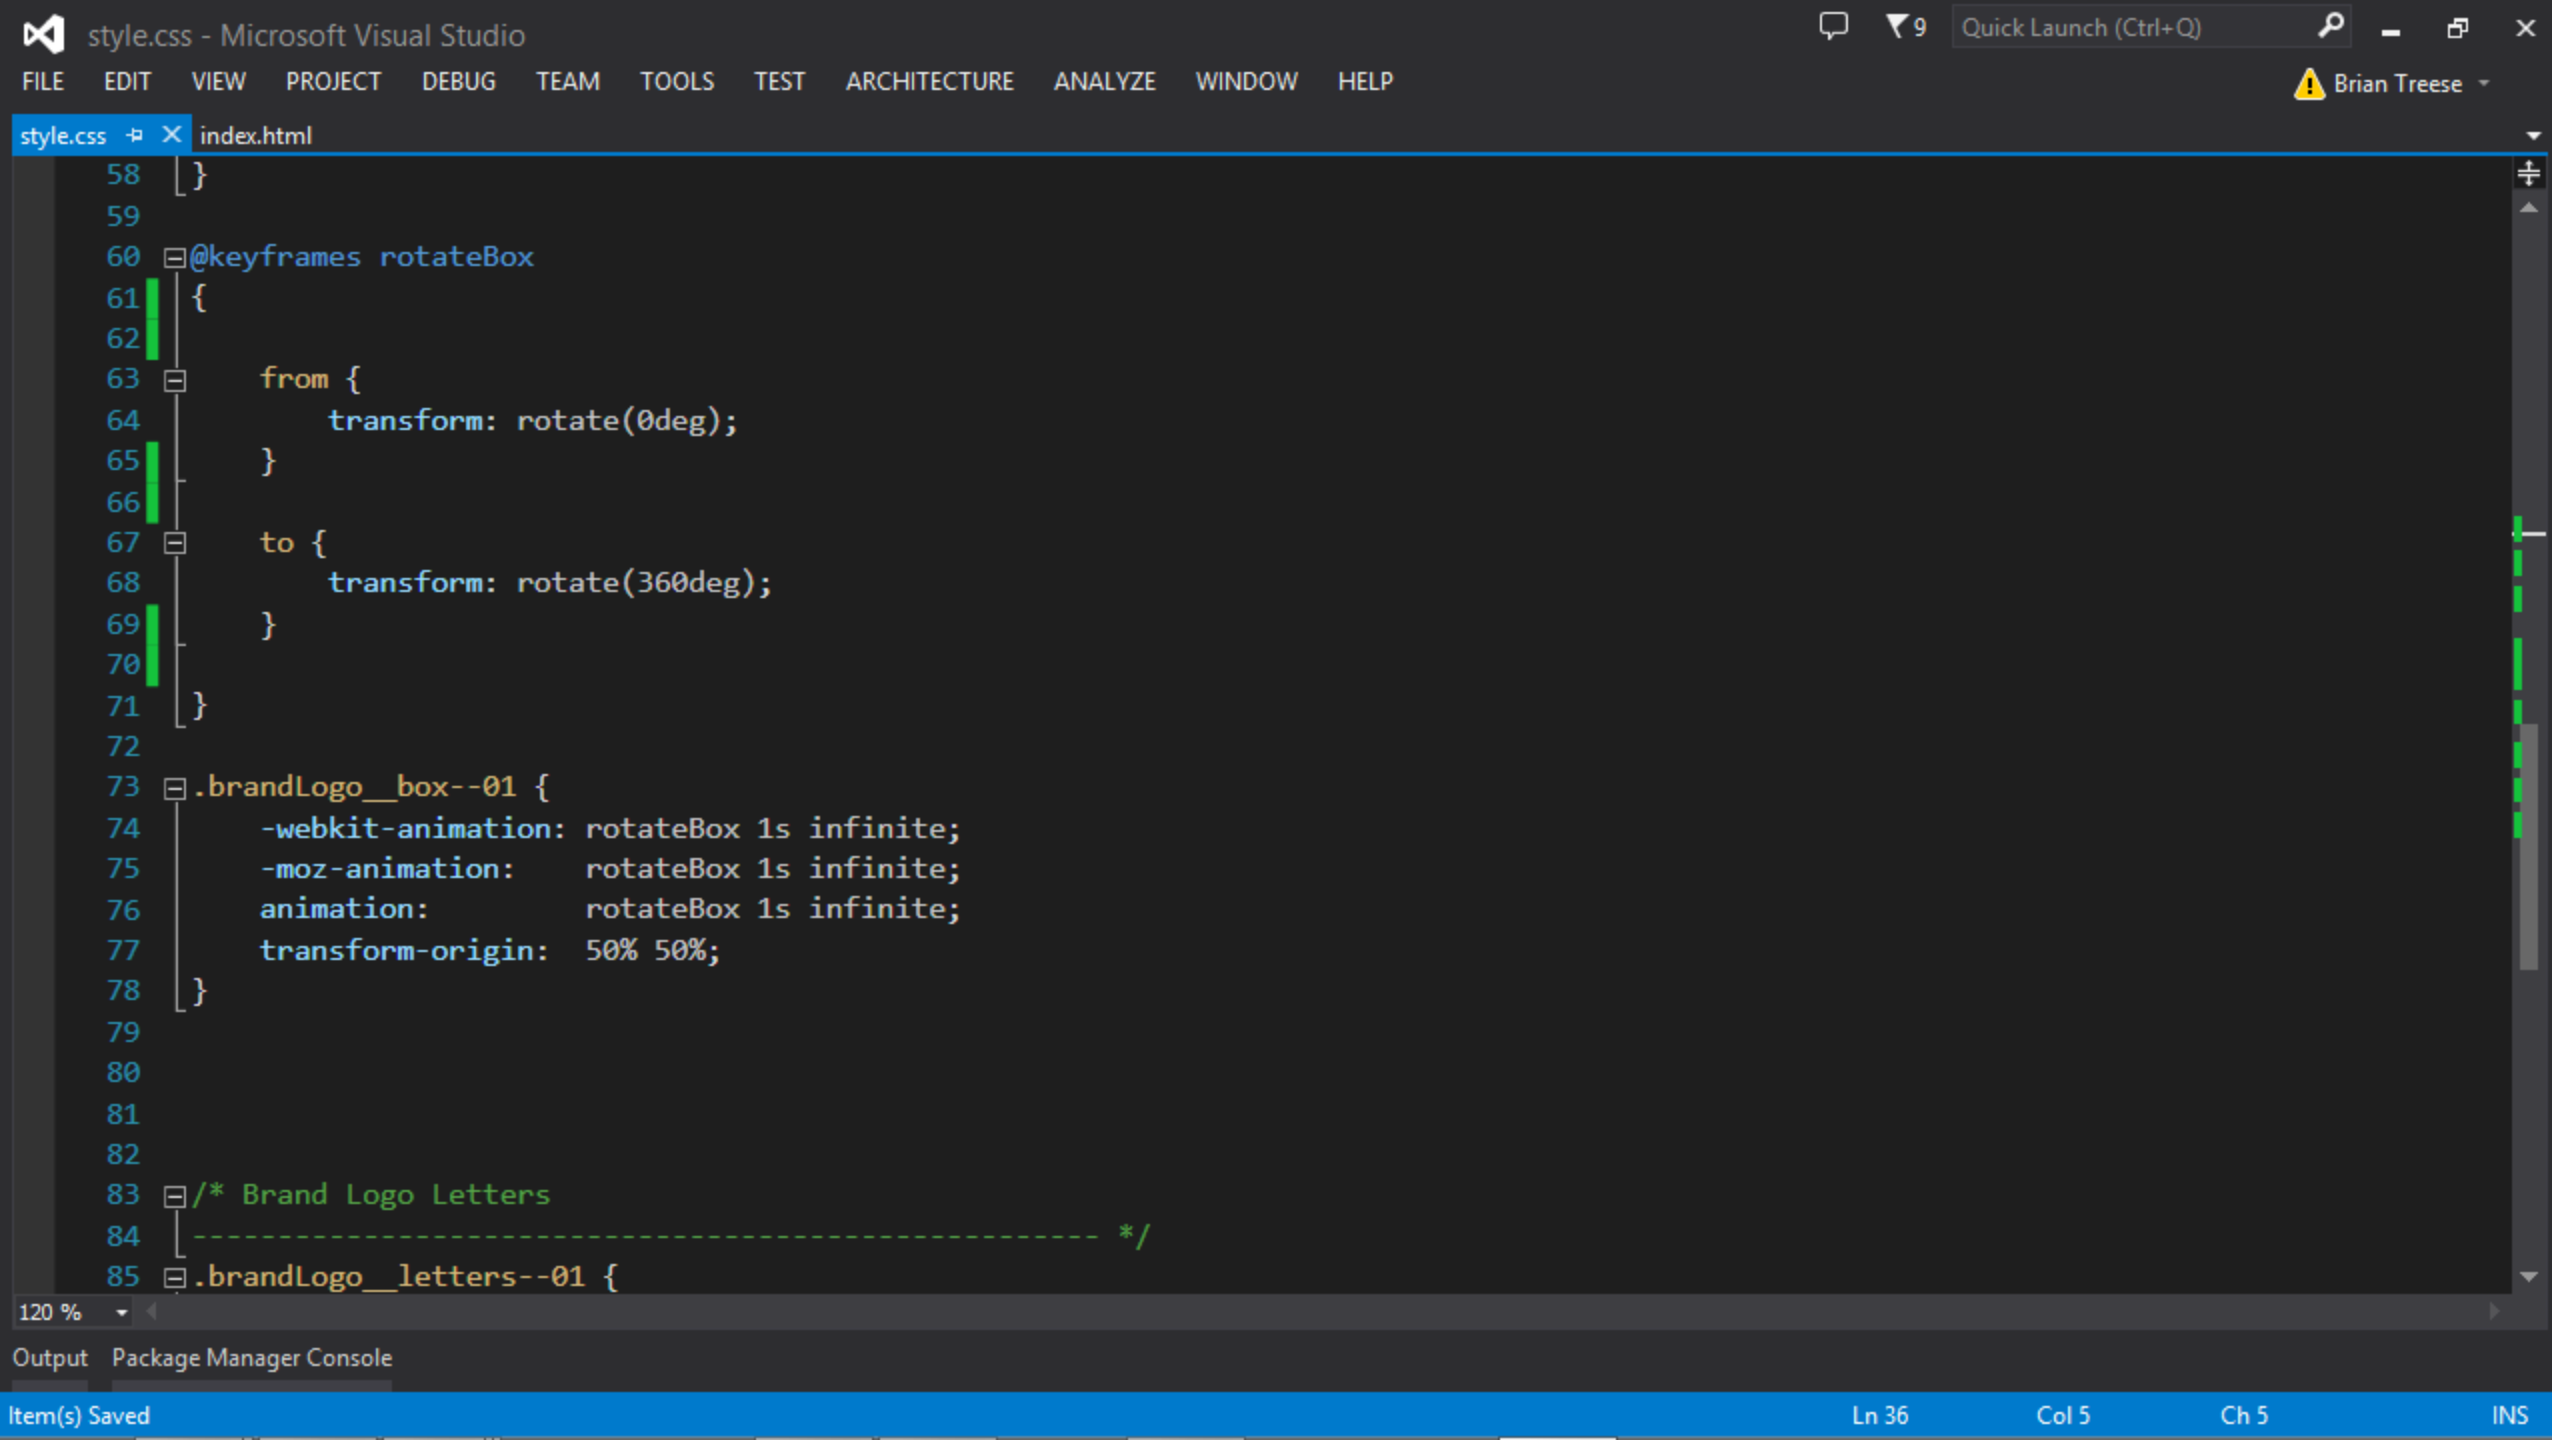 style.css - Microsoft Visual Studio
9
Quick Launch (Ctrl+Q)
FILE EDIT VIEW PROJECT DEBUG TEAM TOOLS TEST ARCHITECTURE ANALYZE WINDOW HELP
Brian Treese
style.css index.html
58 }
59
60 @keyframes rotateBox
61 {
62
63 from {
64 transform: rotate(0deg);
65 }
66
67 to {
68 transform: rotate(360deg);
69 }
70
71 }
72
73 .brandLogo__box--01 {
74 -webkit-animation: rotateBox 1s infinite;
75 -moz-animation: rotateBox 1s infinite;
76 animation: rotateBox 1s infinite;
77 transform-origin: 50% 50%;
78 }
79
80
81
82
83 /* Brand Logo Letters
84 ----------------------------------------------------- */
85 .brandLogo__letters--01 {
120 %
Output Package Manager Console
Item(s) Saved Ln 36 Col 5 Ch 5 INS